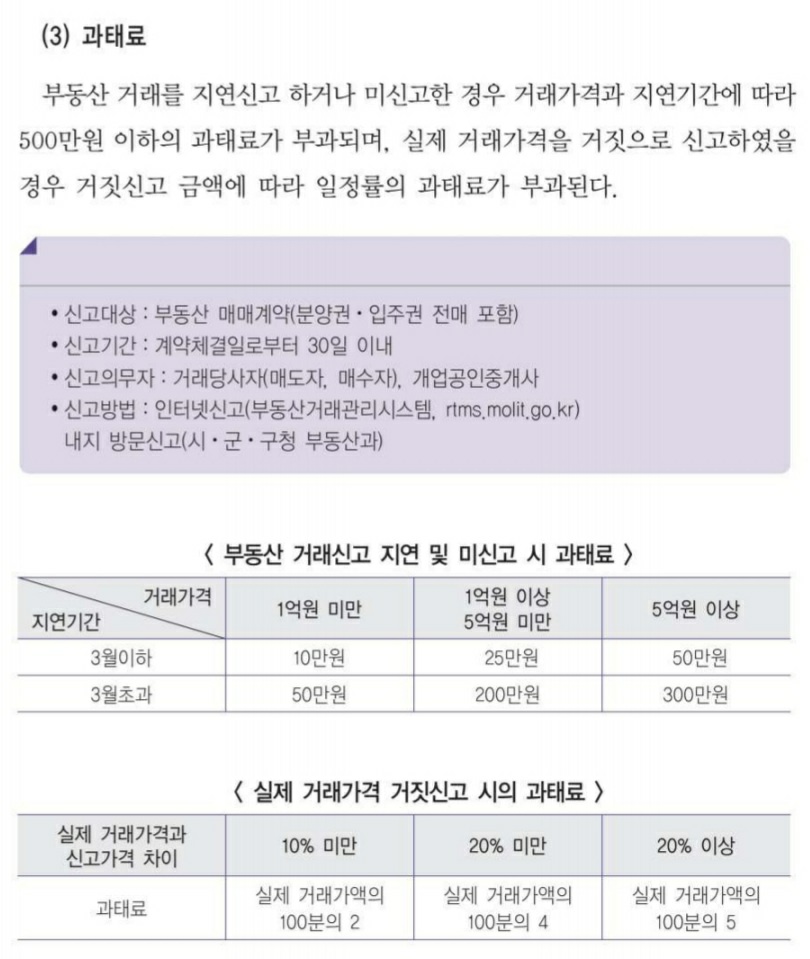 (3) 과태료
부동산 거래를 지연신고 하거나 미신고한 경우 거래가격과 지연기간에 따라
500만원 이하의 과태료가 부과되며, 실제 거래가격을 거짓으로 신고하였을
경우 거짓신고 금액에 따라 일정률의 과태료가 부과된다.
• 신고대상 : 부동산 매매계약(분양권・입주권 전매 포함)
• 신고기간 : 계약체결일로부터 30일 이내
• 신고의무자 : 거래당사자(매도자, 매수자), 개업공인중개사
• 신고방법 : 인터넷신고(부동산거래관리시스템, rtms.molit.go.kr)
내지 방문신고(시・군・구청 부동산과)
〈 부동산 거래신고 지연 및 미신고 시 과태료 〉
거래가격
지연기간
1억원 미만
1억원 이상
5억원 미만
5억원 이상
3월이하 10만원 25만원 50만원
3월초과 50만원 200만원 300만원
〈 실제 거래가격 거짓신고 시의 과태료 〉
실제 거래가격과
신고가격 차이
10% 미만 20% 미만 20% 이상
과태료
실제 거래가액의
100분의 2
실제 거래가액의
100분의 4
실제 거래가액의
100분의 5